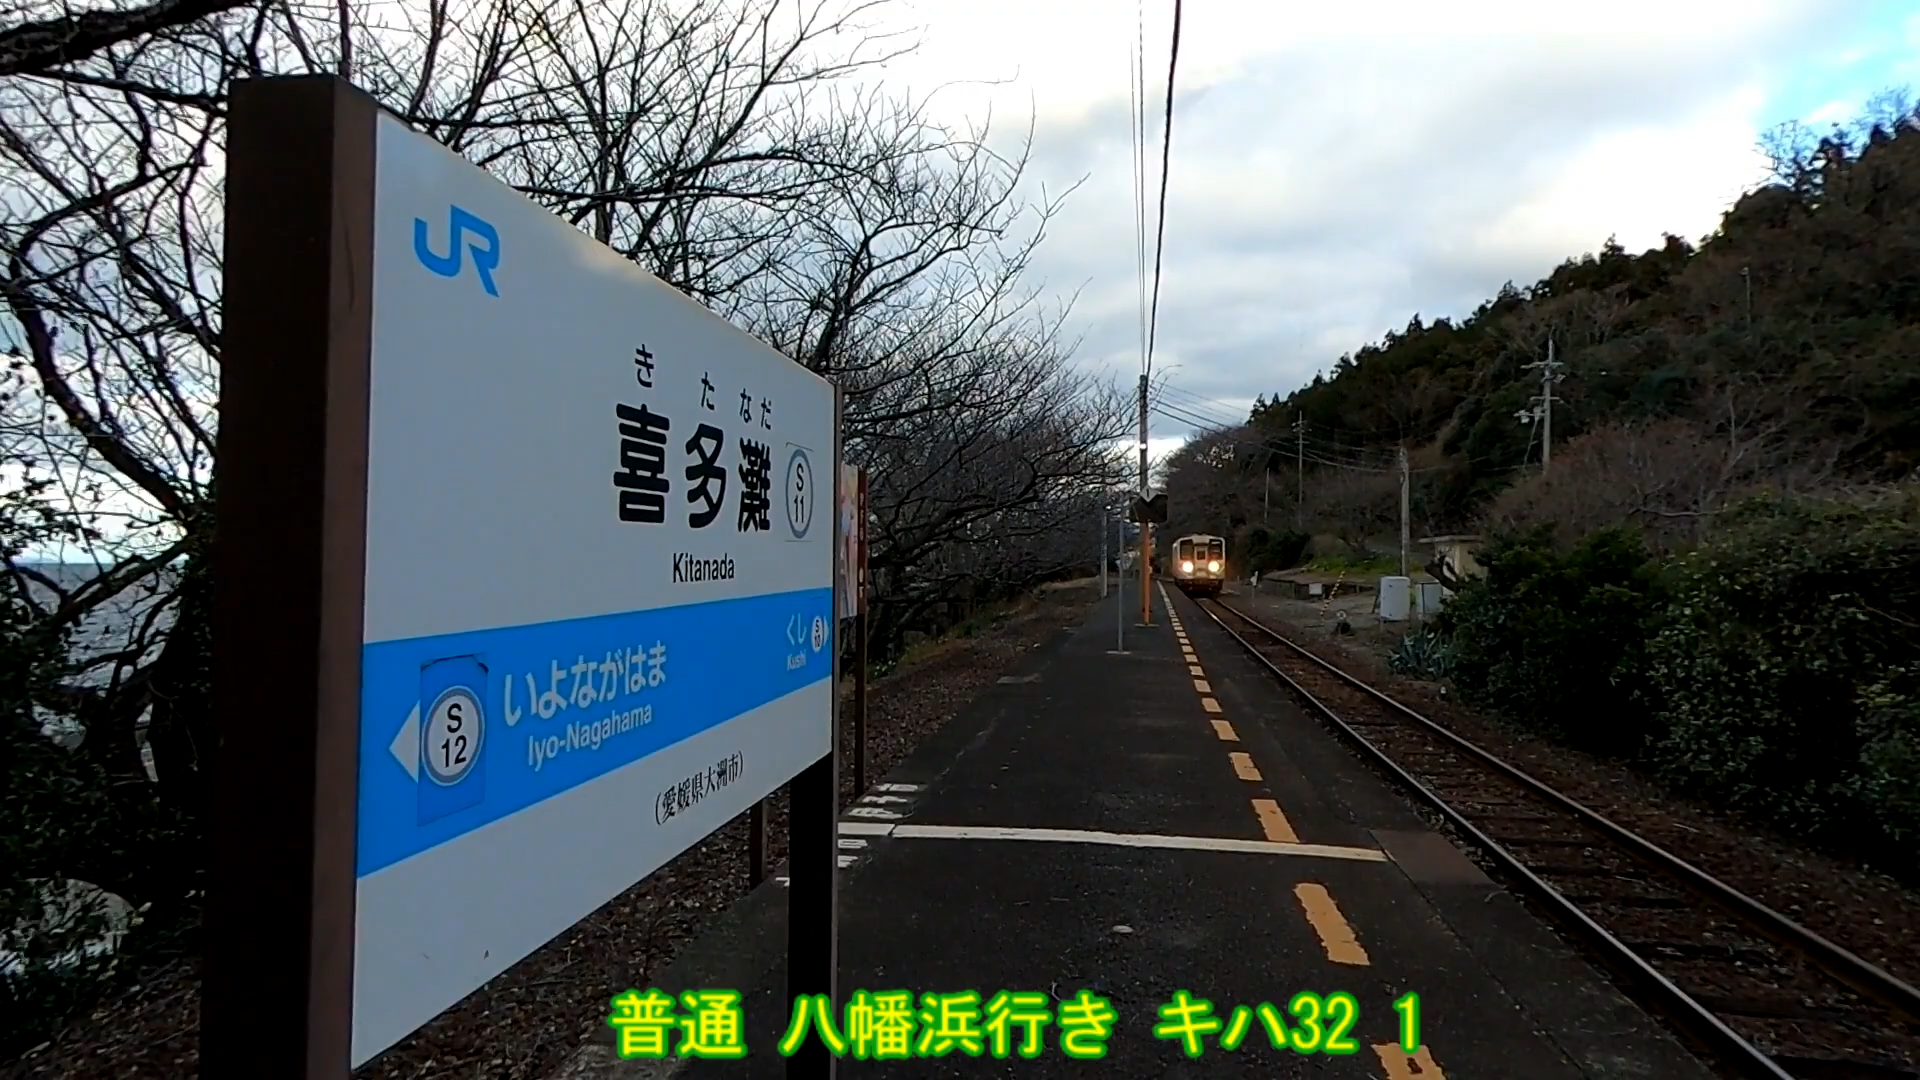 JR
きたなだ
喜多灘
S
11
Kitanada
くし
Kushi
S
10
S
12
いよながはま
Iyo-Nagahama
(愛媛県大洲市)
普通 八幡浜行き キハ32 1